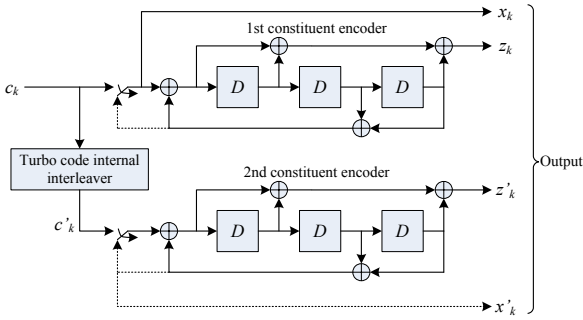 x_k
1st constituent encoder
z_k
c_k
D D D
Turbo code internal
interleaver
Output
2nd constituent encoder
z'_k
c'_k
D D D
x'_k